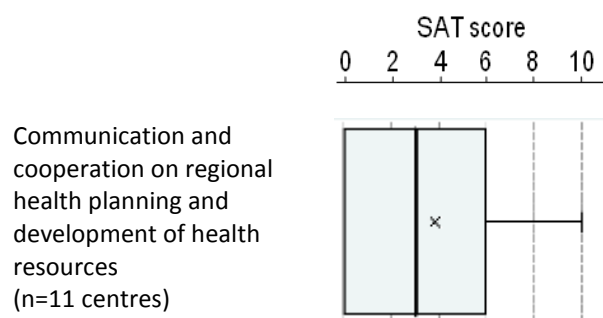 SAT score
0 2 4 6 8 10
Communication and
cooperation on regional
health planning and
development of health
resources
(n=11 centres)